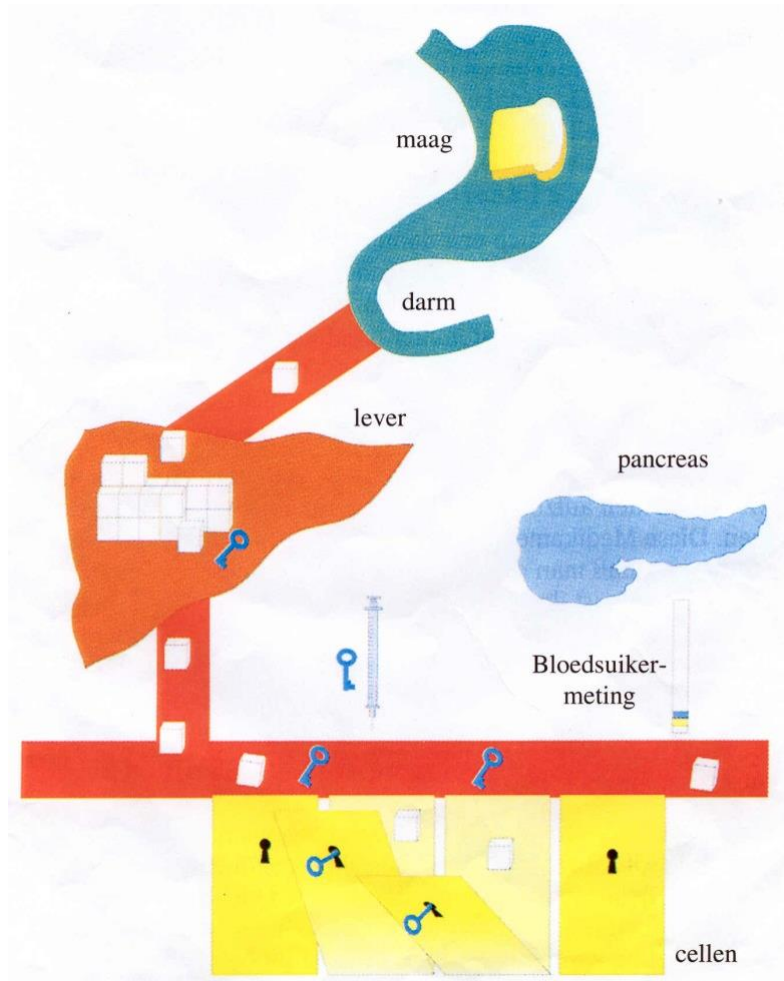 maag
darm
lever
pancreas
Bloedsuiker-
meting
cellen